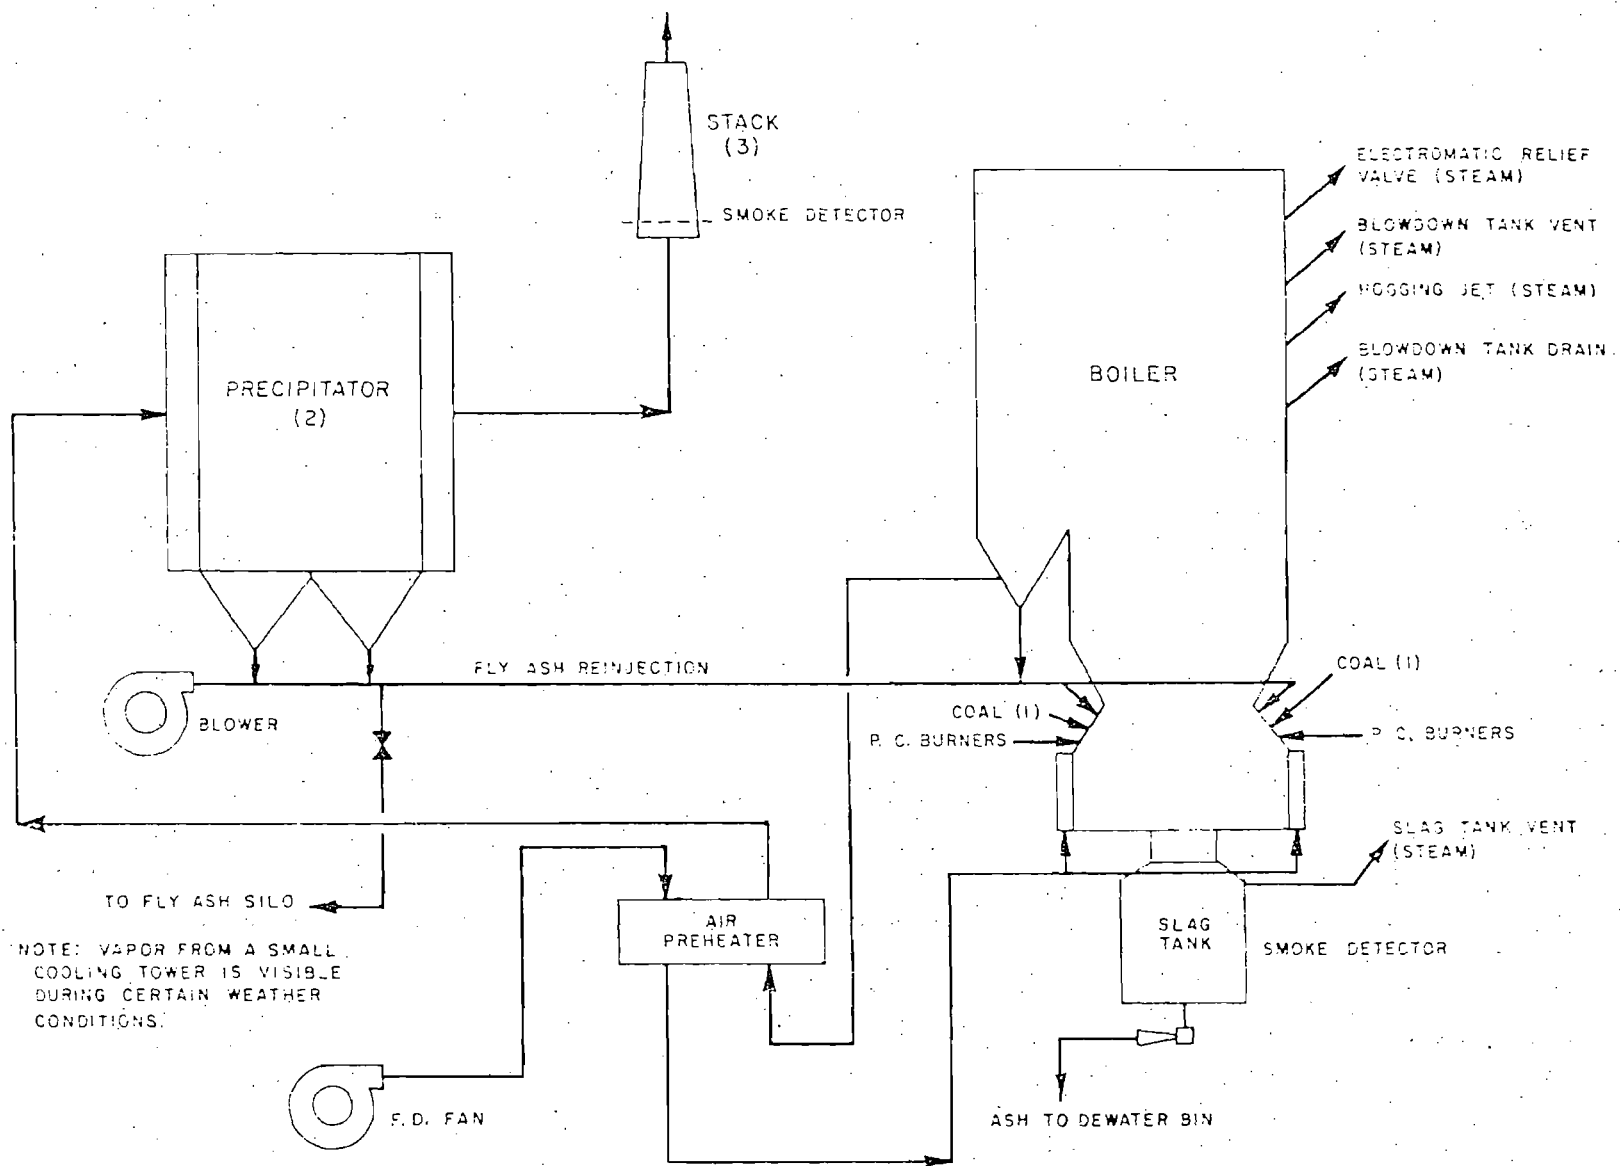 STACK
(3)
SMOKE DETECTOR
ELECTROMATIC RELIEF
VALVE (STEAM)
BLOWDOWN TANK VENT
(STEAM)
HOGGING JET (STEAM)
BLOWDOWN TANK DRAIN
(STEAM)
PRECIPITATOR
(2)
BOILER
FLY ASH REINJECTION
COAL (1)
COAL (1)
BLOWER
P. C. BURNERS
P. C. BURNERS
SLAG TANK VENT
(STEAM)
TO FLY ASH SILO
AIR
PREHEATER
SLAG
TANK
SMOKE DETECTOR
NOTE: VAPOR FROM A SMALL
COOLING TOWER IS VISIBLE
DURING CERTAIN WEATHER
CONDITIONS.
F.D. FAN
ASH TO DEWATER BIN